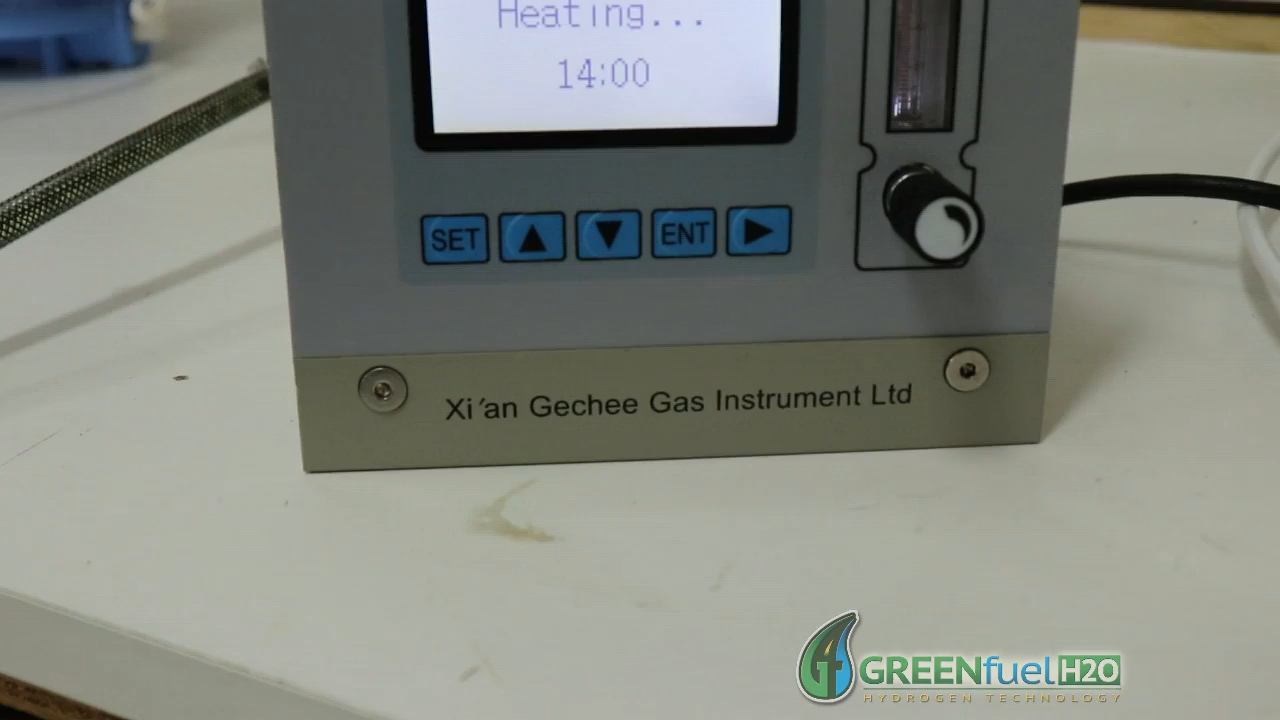 Heating...
14:00
SET ENT
Xi'an Gechee Gas Instrument Ltd
GREENfuelH2O
HYDROGEN TECHNOLOGY